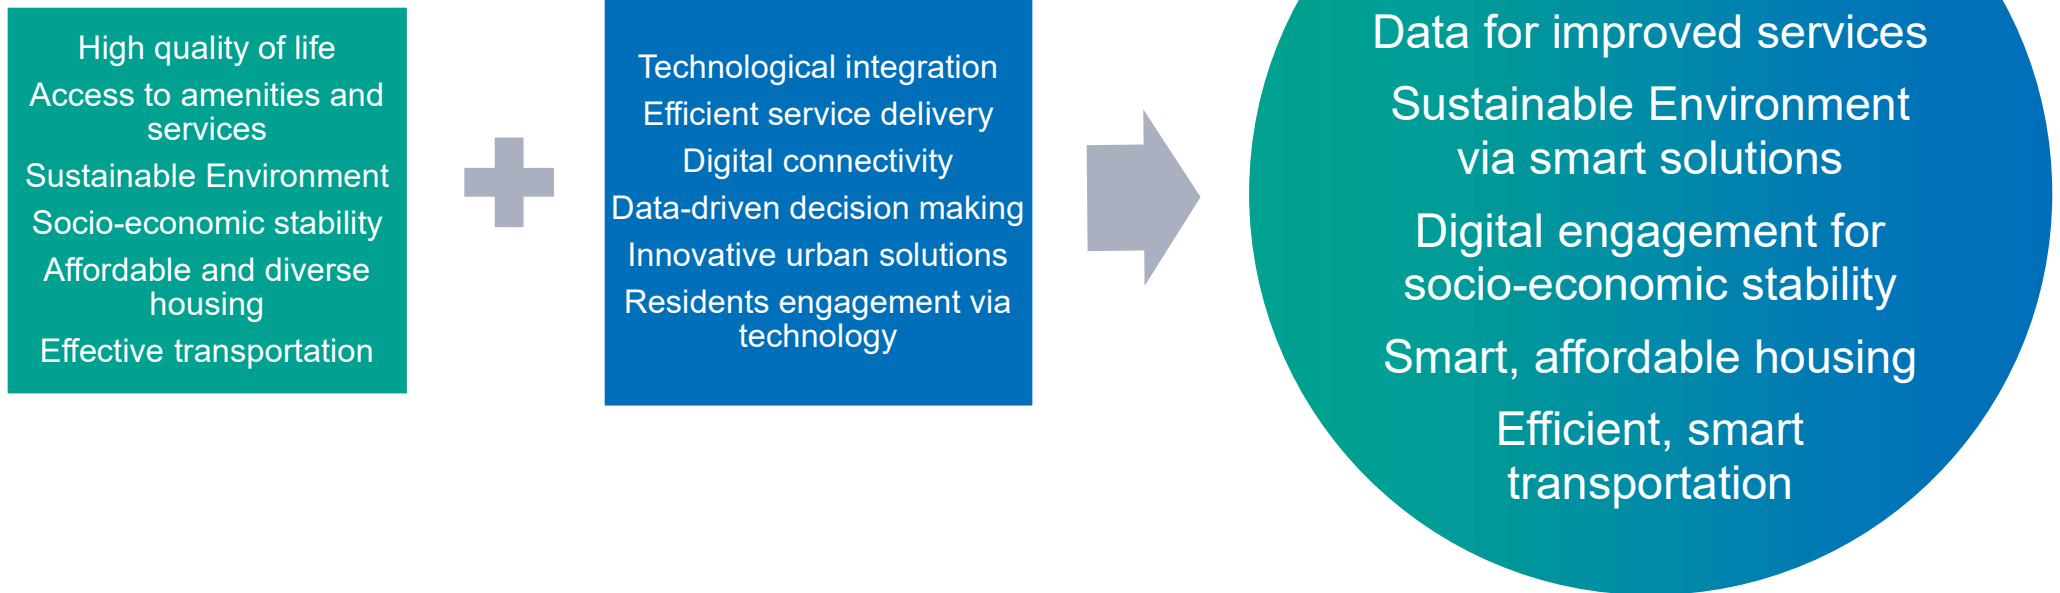 High quality of life
Access to amenities and
services
Sustainable Environment
Socio-economic stability
Affordable and diverse
housing
Effective transportation
Technological integration
Efficient service delivery
Digital connectivity
Data-driven decision making
Innovative urban solutions
Residents engagement via
technology
Data for improved services
Sustainable Environment
via smart solutions
Digital engagement for
socio-economic stability
Smart, affordable housing
Efficient, smart
transportation